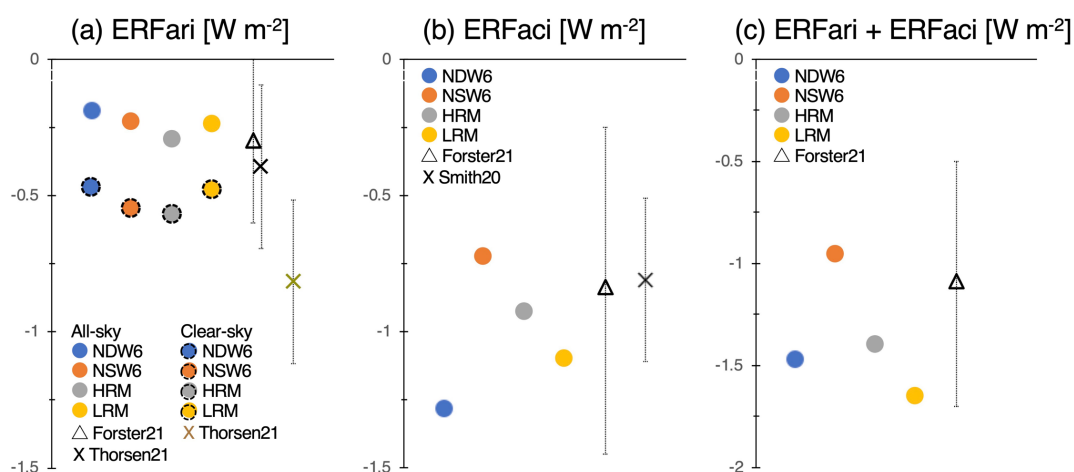 (a) ERFari [W m-2]
0
-0.5
-1
-1.5
All-sky
NDW6
NSW6
HRM
LRM
△ Forster21
X Thorsen21
Clear-sky
NDW6
NSW6
HRM
LRM
X Thorsen21
(b) ERFaci [W m-2]
0
-0.5
-1
-1.5
NDW6
NSW6
HRM
LRM
△ Forster21
X Smith20
(c) ERFari + ERFaci [W m-2]
0
-0.5
-1
-1.5
-2
NDW6
NSW6
HRM
LRM
△ Forster21